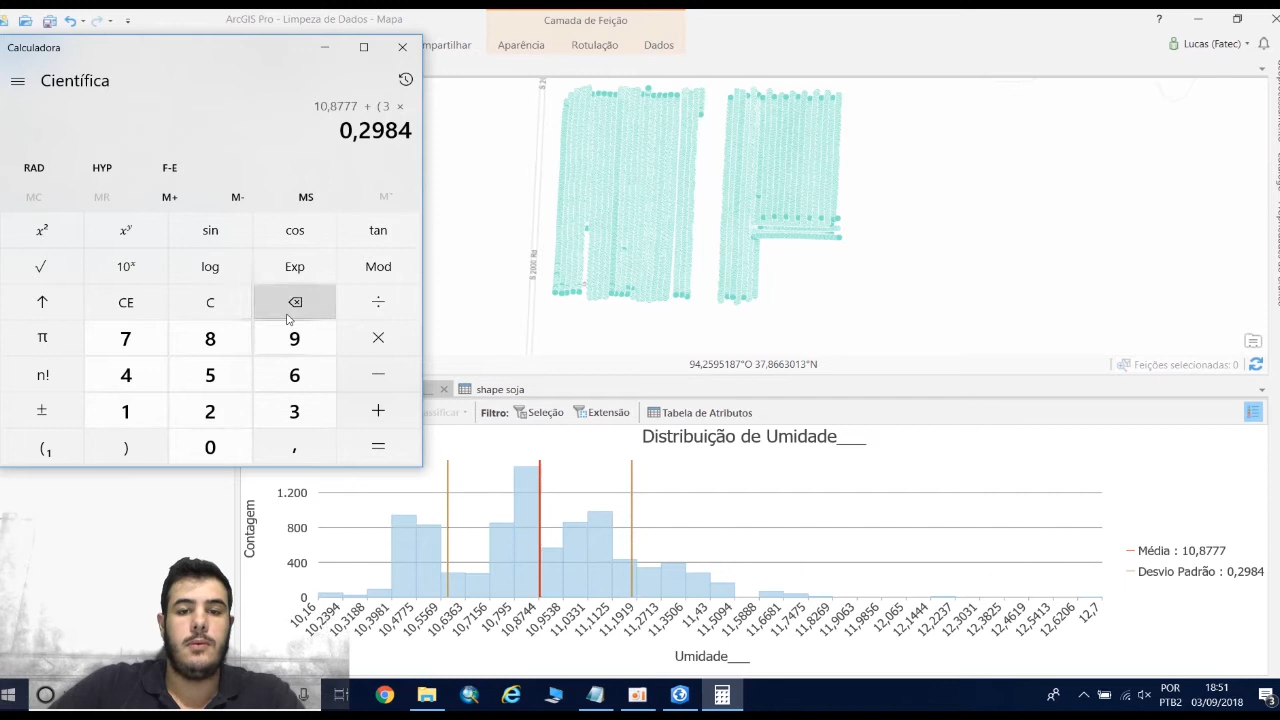 ArcGIS Pro - Limpeza de Dados - Mapa
Camada de Feição
?
Calculadora
mpartilhar
Aparência
Rotulação
Dados
Lucas (Fatec)
Científica
10,8777 + (3 ×
0,2984
RAD HYP F-E
MC MR M+ M- MS M˅
x² xʸ sin cos tan
√ 10ˣ log Exp Mod
↑ CE C ÷
π 7 8 9 ×
n! 4 5 6 −
± 1 2 3 +
(₁ ) 0 , =
94,2595187°O 37,8663013°N
Feições selecionadas: 0
shape soja
Filtro: Seleção Extensão Tabela de Atributos
Distribuição de Umidade___
Contagem
1.200
800
400
0
10,16 10,2394 10,3188 10,3981 10,4775 10,5569 10,6363 10,7156 10,795 10,8744 10,9538 11,0331 11,1125 11,1919 11,2713 11,3506 11,43 11,5094 11,5888 11,6681 11,7475 11,8269 11,9063 11,9856 12,065 12,1444 12,2237 12,3031 12,3825 12,4619 12,5413 12,6206 12,7
Umidade___
Média : 10,8777
Desvio Padrão : 0,2984
POR
PTB2
18:51
03/09/2018
3